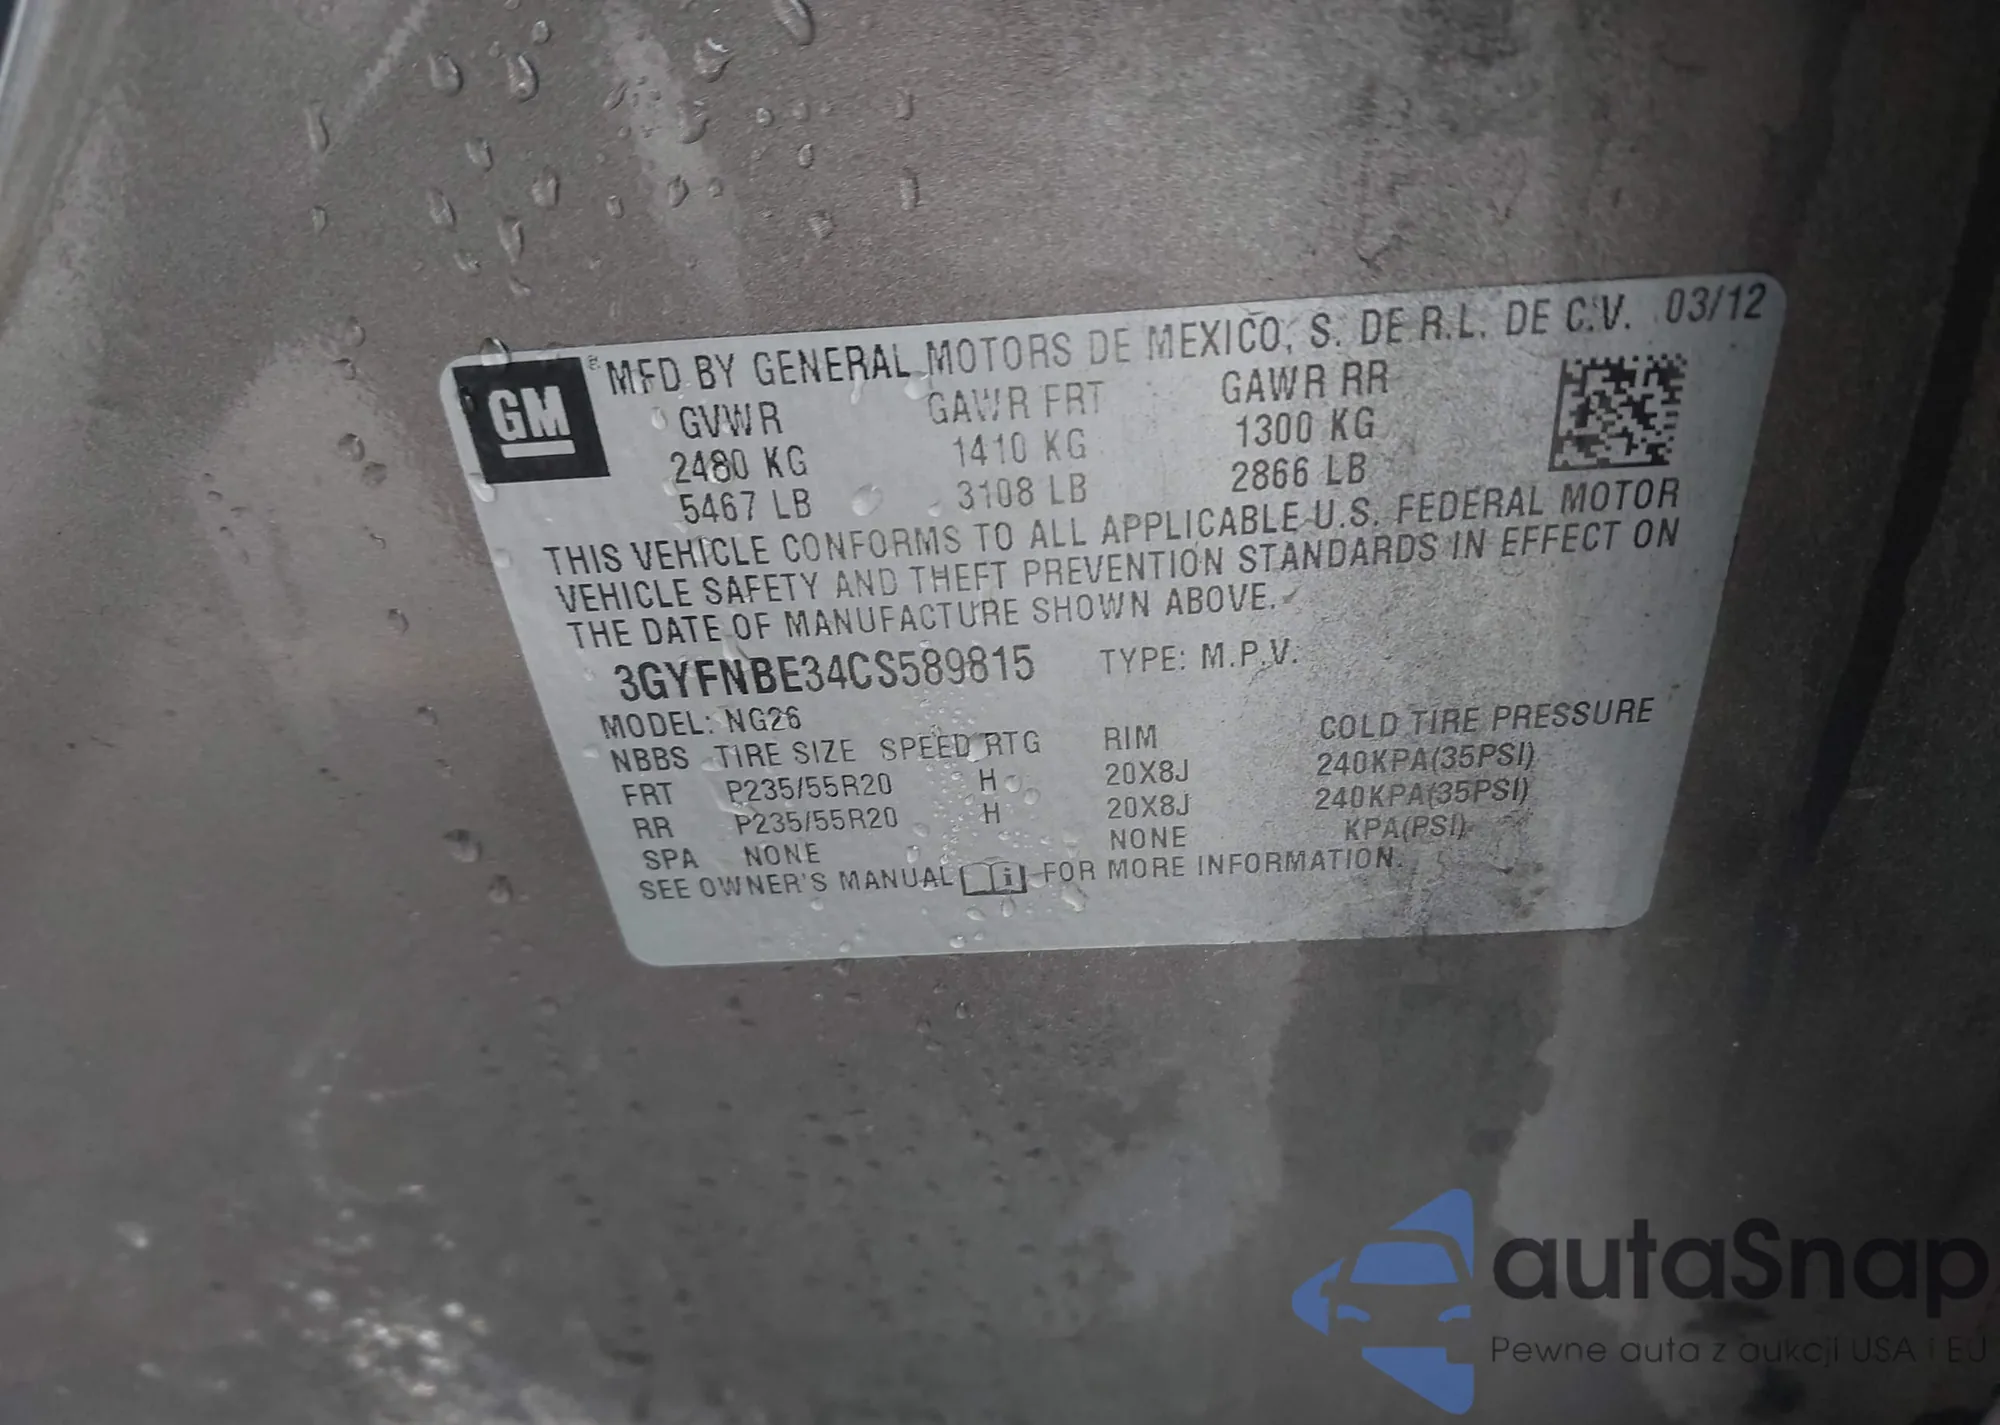 GM
® MFD BY GENERAL MOTORS DE MEXICO, S. DE R.L. DE C.V. 03/12
GVWR GAWR FRT GAWR RR
2480 KG 1410 KG 1300 KG
5467 LB 3108 LB 2866 LB
THIS VEHICLE CONFORMS TO ALL APPLICABLE U.S. FEDERAL MOTOR
VEHICLE SAFETY AND THEFT PREVENTION STANDARDS IN EFFECT ON
THE DATE OF MANUFACTURE SHOWN ABOVE.
3GYFNBE34CS589815 TYPE: M.P.V.
MODEL: NG26
NBBS TIRE SIZE SPEED RTG RIM COLD TIRE PRESSURE
FRT P235/55R20 H 20X8J 240KPA(35PSI)
RR P235/55R20 H 20X8J 240KPA(35PSI)
SPA NONE NONE KPA(PSI)
SEE OWNER'S MANUAL FOR MORE INFORMATION.
autaSnap
Pewne auta z aukcji USA i EU